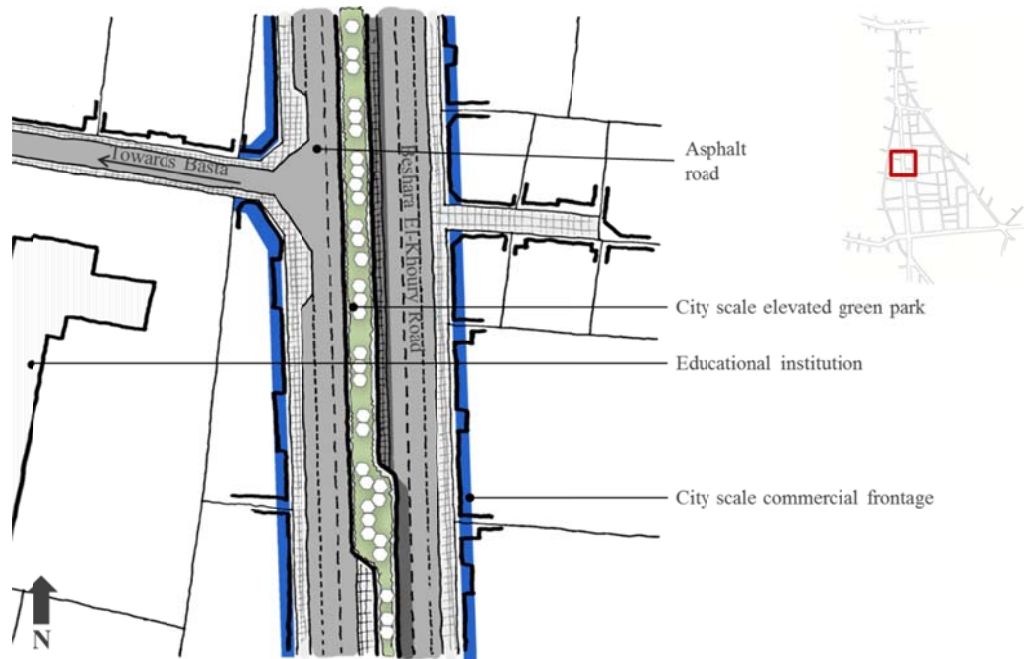 Towards Basta
Beshara El-Khoury Road
Asphalt
road
City scale elevated green park
Educational institution
City scale commercial frontage
N